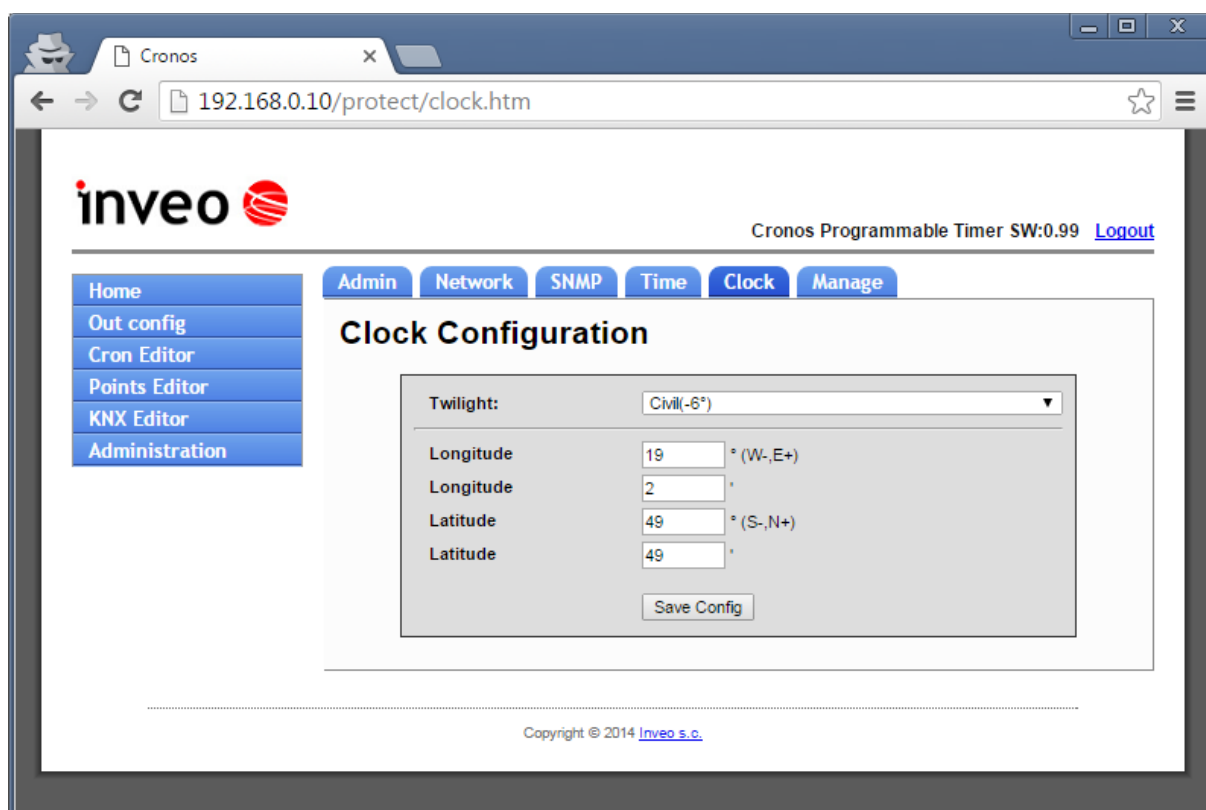 Cronos
192.168.0.10/protect/clock.htm
inveo
Cronos Programmable Timer SW:0.99 Logout
Home
Out config
Cron Editor
Points Editor
KNX Editor
Administration
Admin Network SNMP Time Clock Manage
Clock Configuration
Twilight: Civil(-6°)
Longitude 19 ° (W-,E+)
Longitude 2 '
Latitude 49 ° (S-,N+)
Latitude 49 '
Save Config
Copyright © 2014 Inveo s.c.